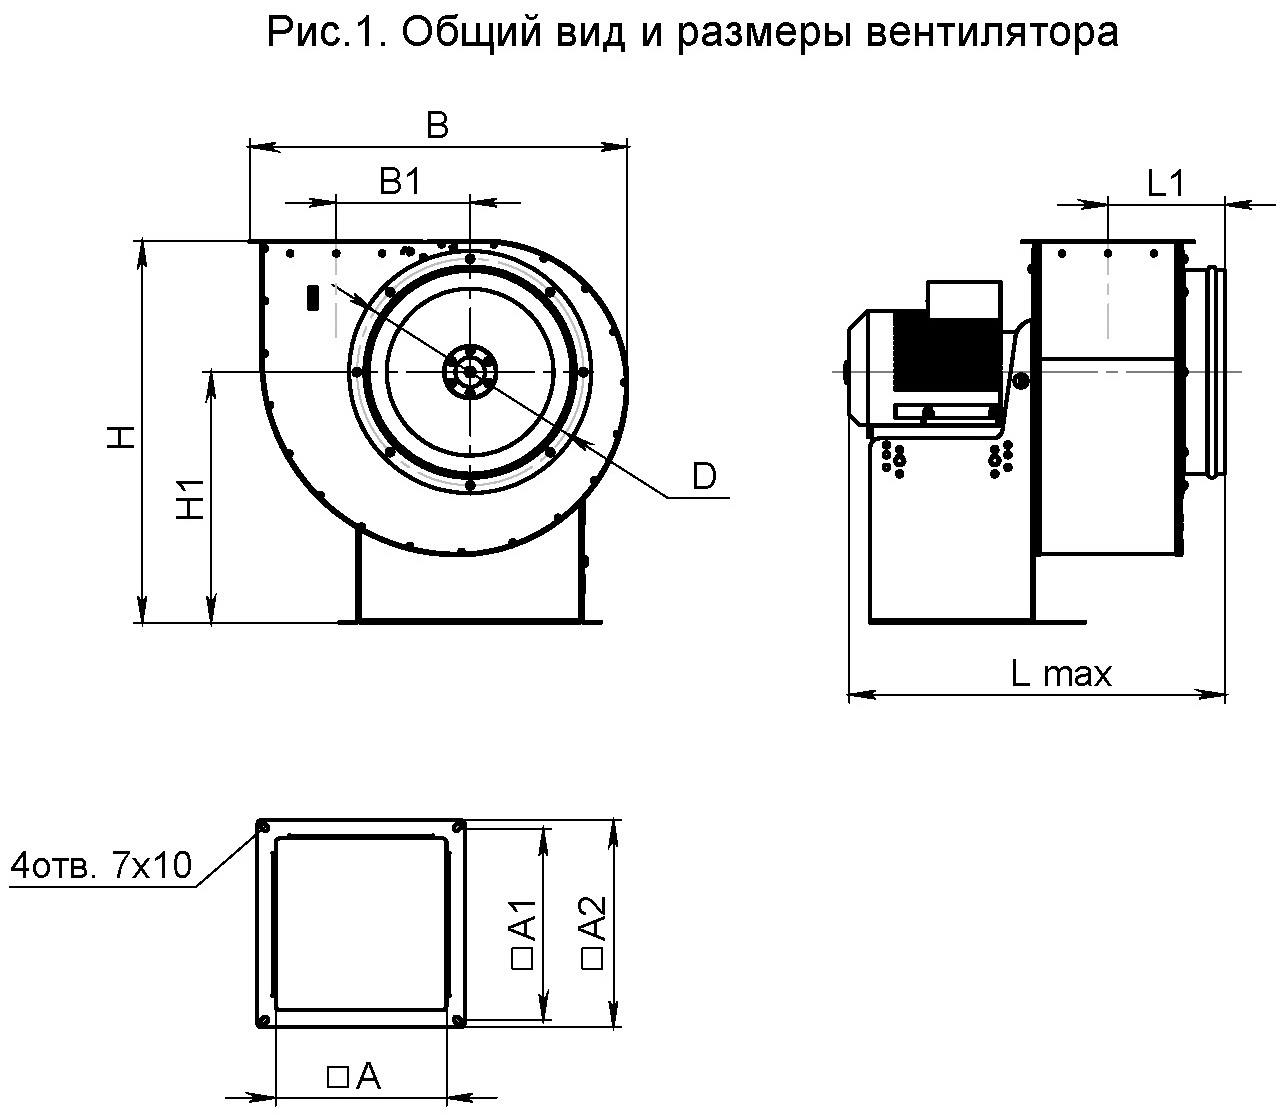 Рис.1. Общий вид и размеры вентилятора
B
B1
L1
H
H1
D
L max
4отв. 7x10
□A1
□A2
□A